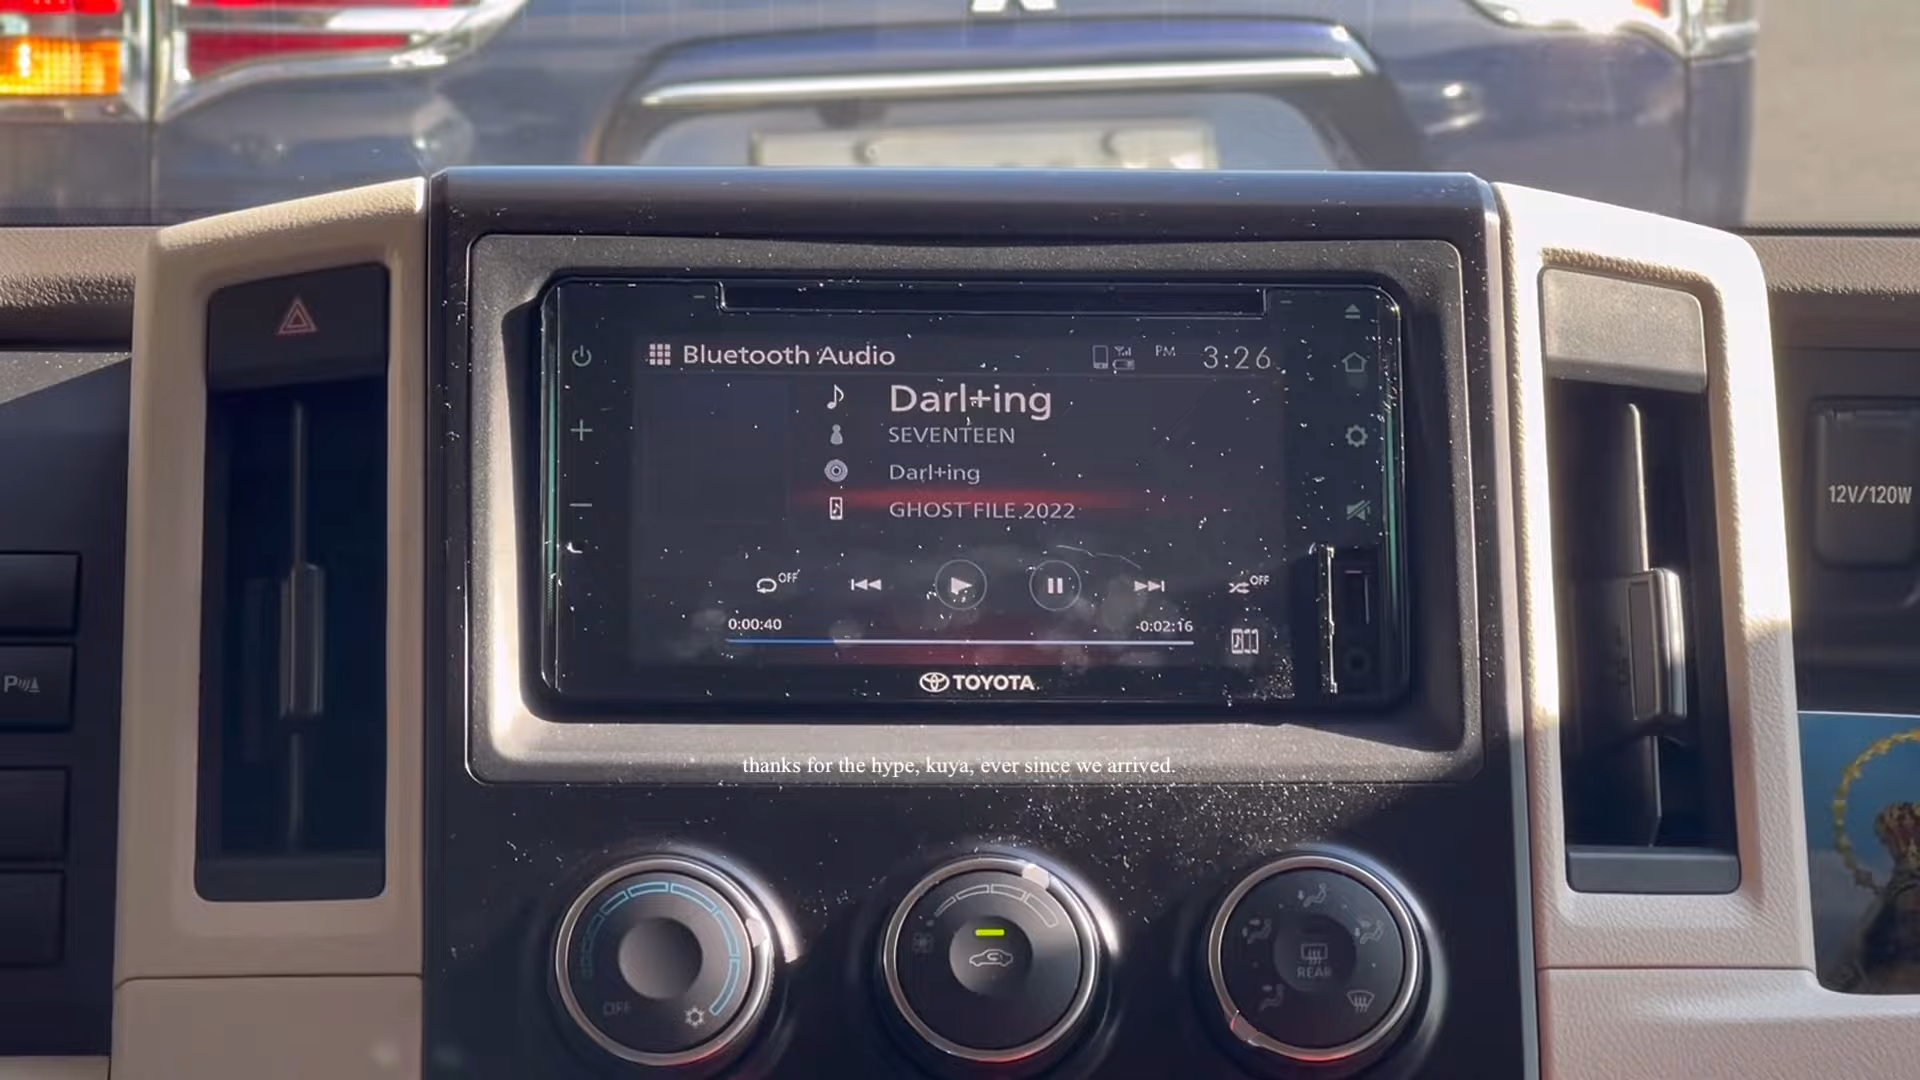 Bluetooth Audio PM 3:26
Darl+ing
SEVENTEEN
Darl+ing
GHOST FILE 2022
OFF OFF
0:00:40 -0:02:16
TOYOTA
12V/120W
P
thanks for the hype, kuya, ever since we arrived.
OFF
REAR